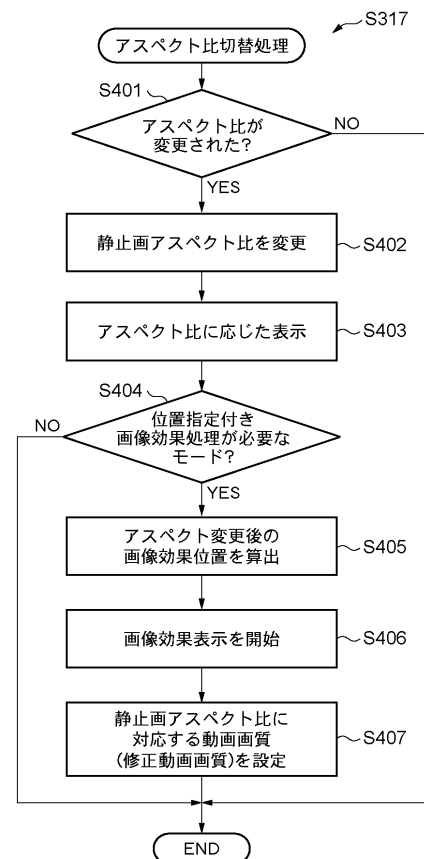 S317
アスペクト比切替処理
S401
アスペクト比が
変更された?
NO
YES
静止画アスペクト比を変更
S402
アスペクト比に応じた表示
S403
S404
NO
位置指定付き
画像効果処理が必要な
モード?
YES
アスペクト変更後の
画像効果位置を算出
S405
画像効果表示を開始
S406
静止画アスペクト比に
対応する動画画質
(修正動画画質)を設定
S407
END